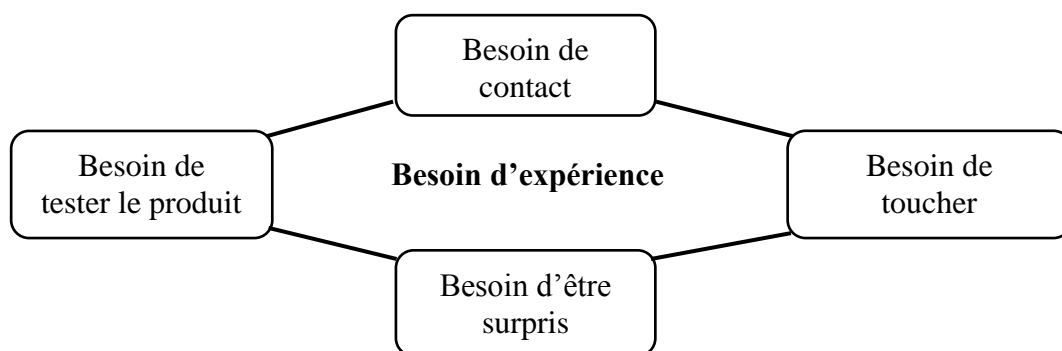 Besoin de
contact
Besoin de
tester le produit
Besoin d’expérience
Besoin de
toucher
Besoin d’être
surpris